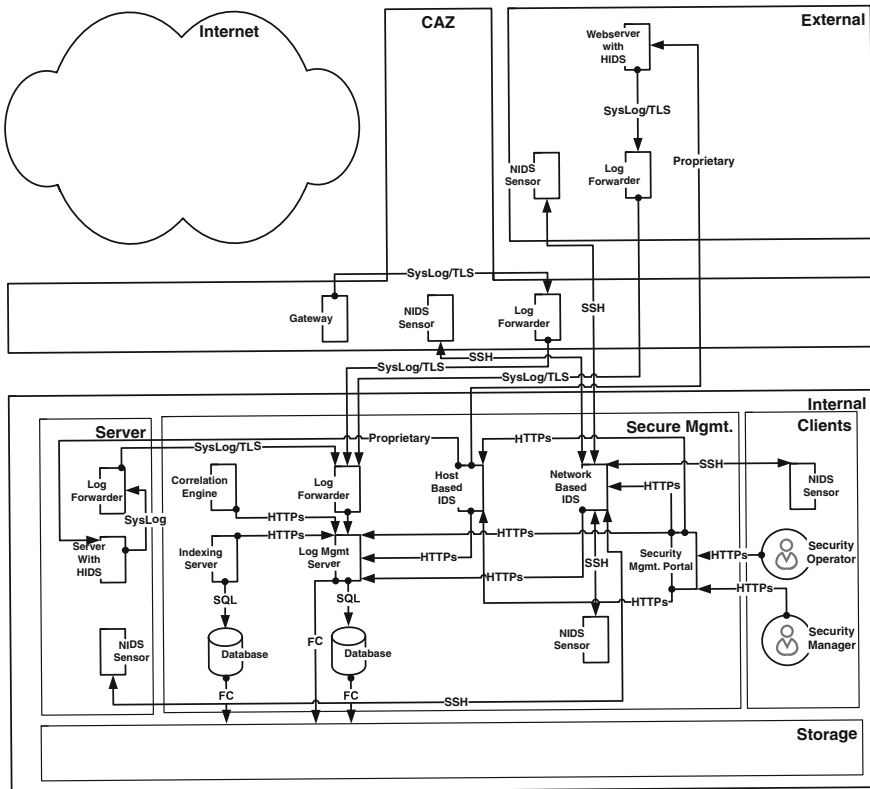 Internet
CAZ
External
Webserver
with
HIDS
SysLog/TLS
Proprietary
NIDS
Sensor
Log
Forwarder
SysLog/TLS
Gateway
NIDS
Sensor
Log
Forwarder
SSH
SSH
SysLog/TLS
SysLog/TLS
Internal
Server
Secure Mgmt.
Clients
Proprietary
HTTPs
SysLog/TLS
Log
Forwarder
Correlation
Engine
Log
Forwarder
Host
Based
IDS
Network
Based
IDS
SSH
NIDS
Sensor
HTTPs
SysLog
HTTPs
HTTPs
HTTPs
Server
With
HIDS
Indexing
Server
Log Mgmt
Server
HTTPs
HTTPs
SSH
Security
Mgmt. Portal
HTTPs
Security
Operator
HTTPs
HTTPs
SQL
SQL
FC
NIDS
Sensor
Database
Database
NIDS
Sensor
Security
Manager
FC
FC
SSH
Storage